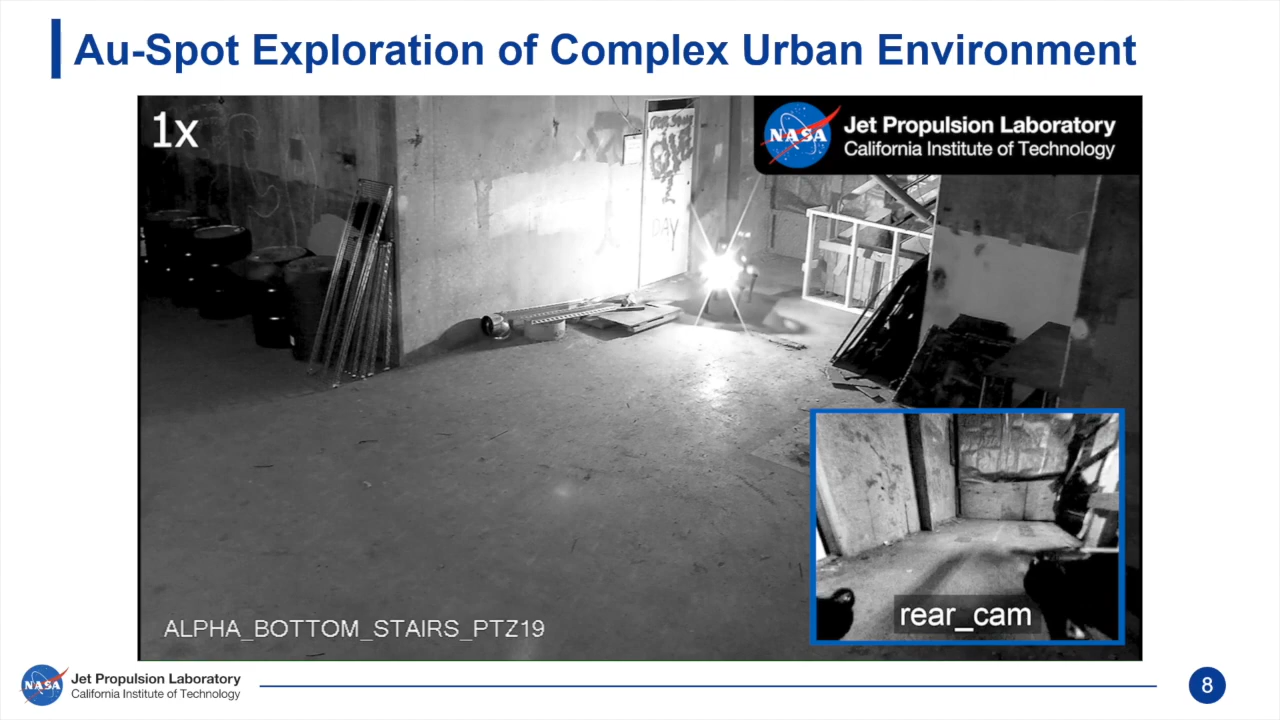 Au-Spot Exploration of Complex Urban Environment
1x
NASA
Jet Propulsion Laboratory
California Institute of Technology
DAY
ALPHA_BOTTOM_STAIRS_PTZ19
rear_cam
NASA
Jet Propulsion Laboratory
California Institute of Technology
8